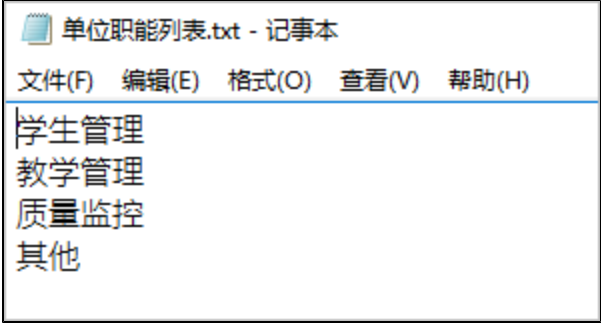 单位职能列表.txt - 记事本
文件(F) 编辑(E) 格式(O) 查看(V) 帮助(H)
学生管理
教学管理
质量监控
其他